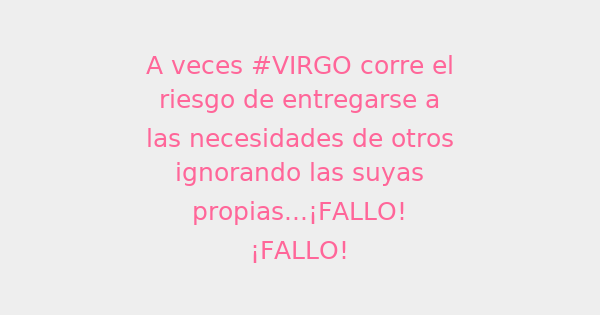 A veces #VIRGO corre el
riesgo de entregarse a
las necesidades de otros
ignorando las suyas
propias...¡FALLO!
¡FALLO!